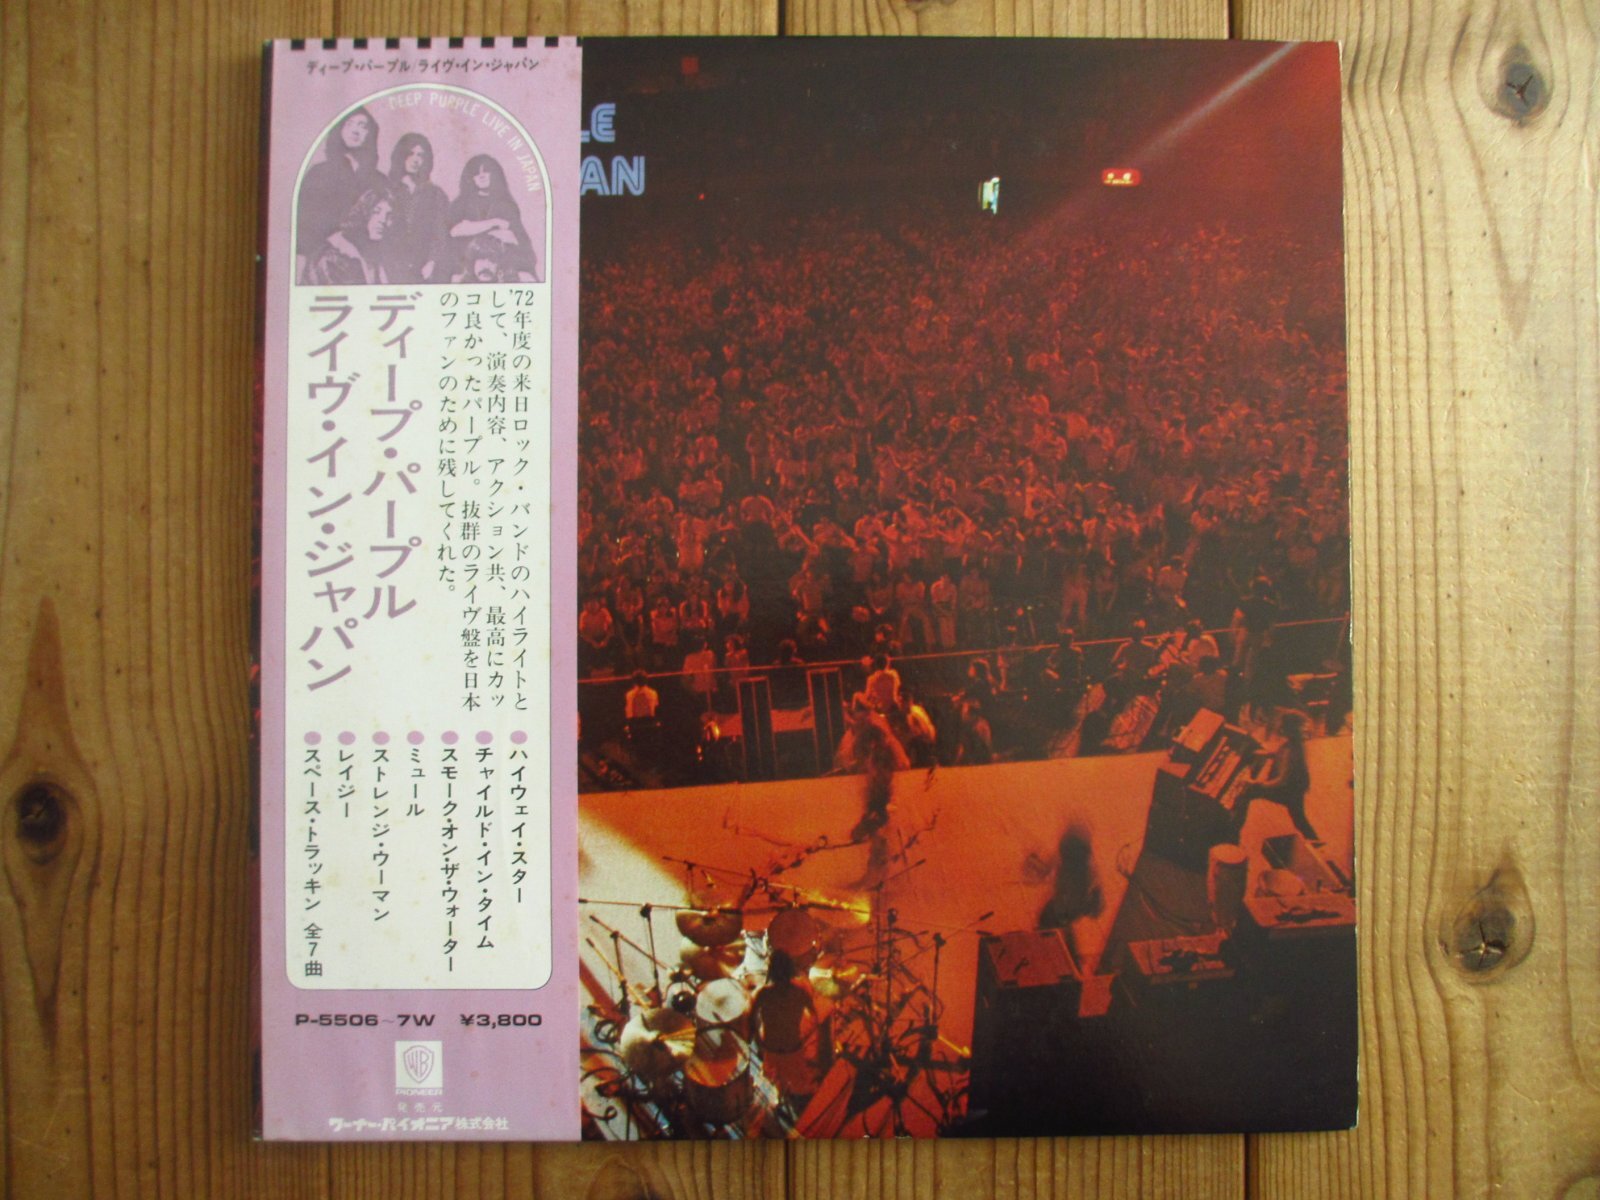 ディープ・パープル/ライヴ・イン・ジャパン
DEEP PURPLE LIVE IN JAPAN
LE
AN
'72年度の来日ロック・バンドのハイライトと
して、演奏内容、アクション共、最高にカッ
コ良かったパープル。抜群のライヴ盤を日本
のファンのために残してくれた。
ディープ・パープル
ライヴ・イン・ジャパン
●ハイウェイ・スター
●チャイルド・イン・タイム
●スモーク・オン・ザ・ウォーター
●ミュール
●ストレンジ・ウーマン
●レイジー
●スペース・トラッキン 全7曲
P-5506~7W ¥3,800
WB
PIONEER
発売元
ワーナー・パイオニア株式会社